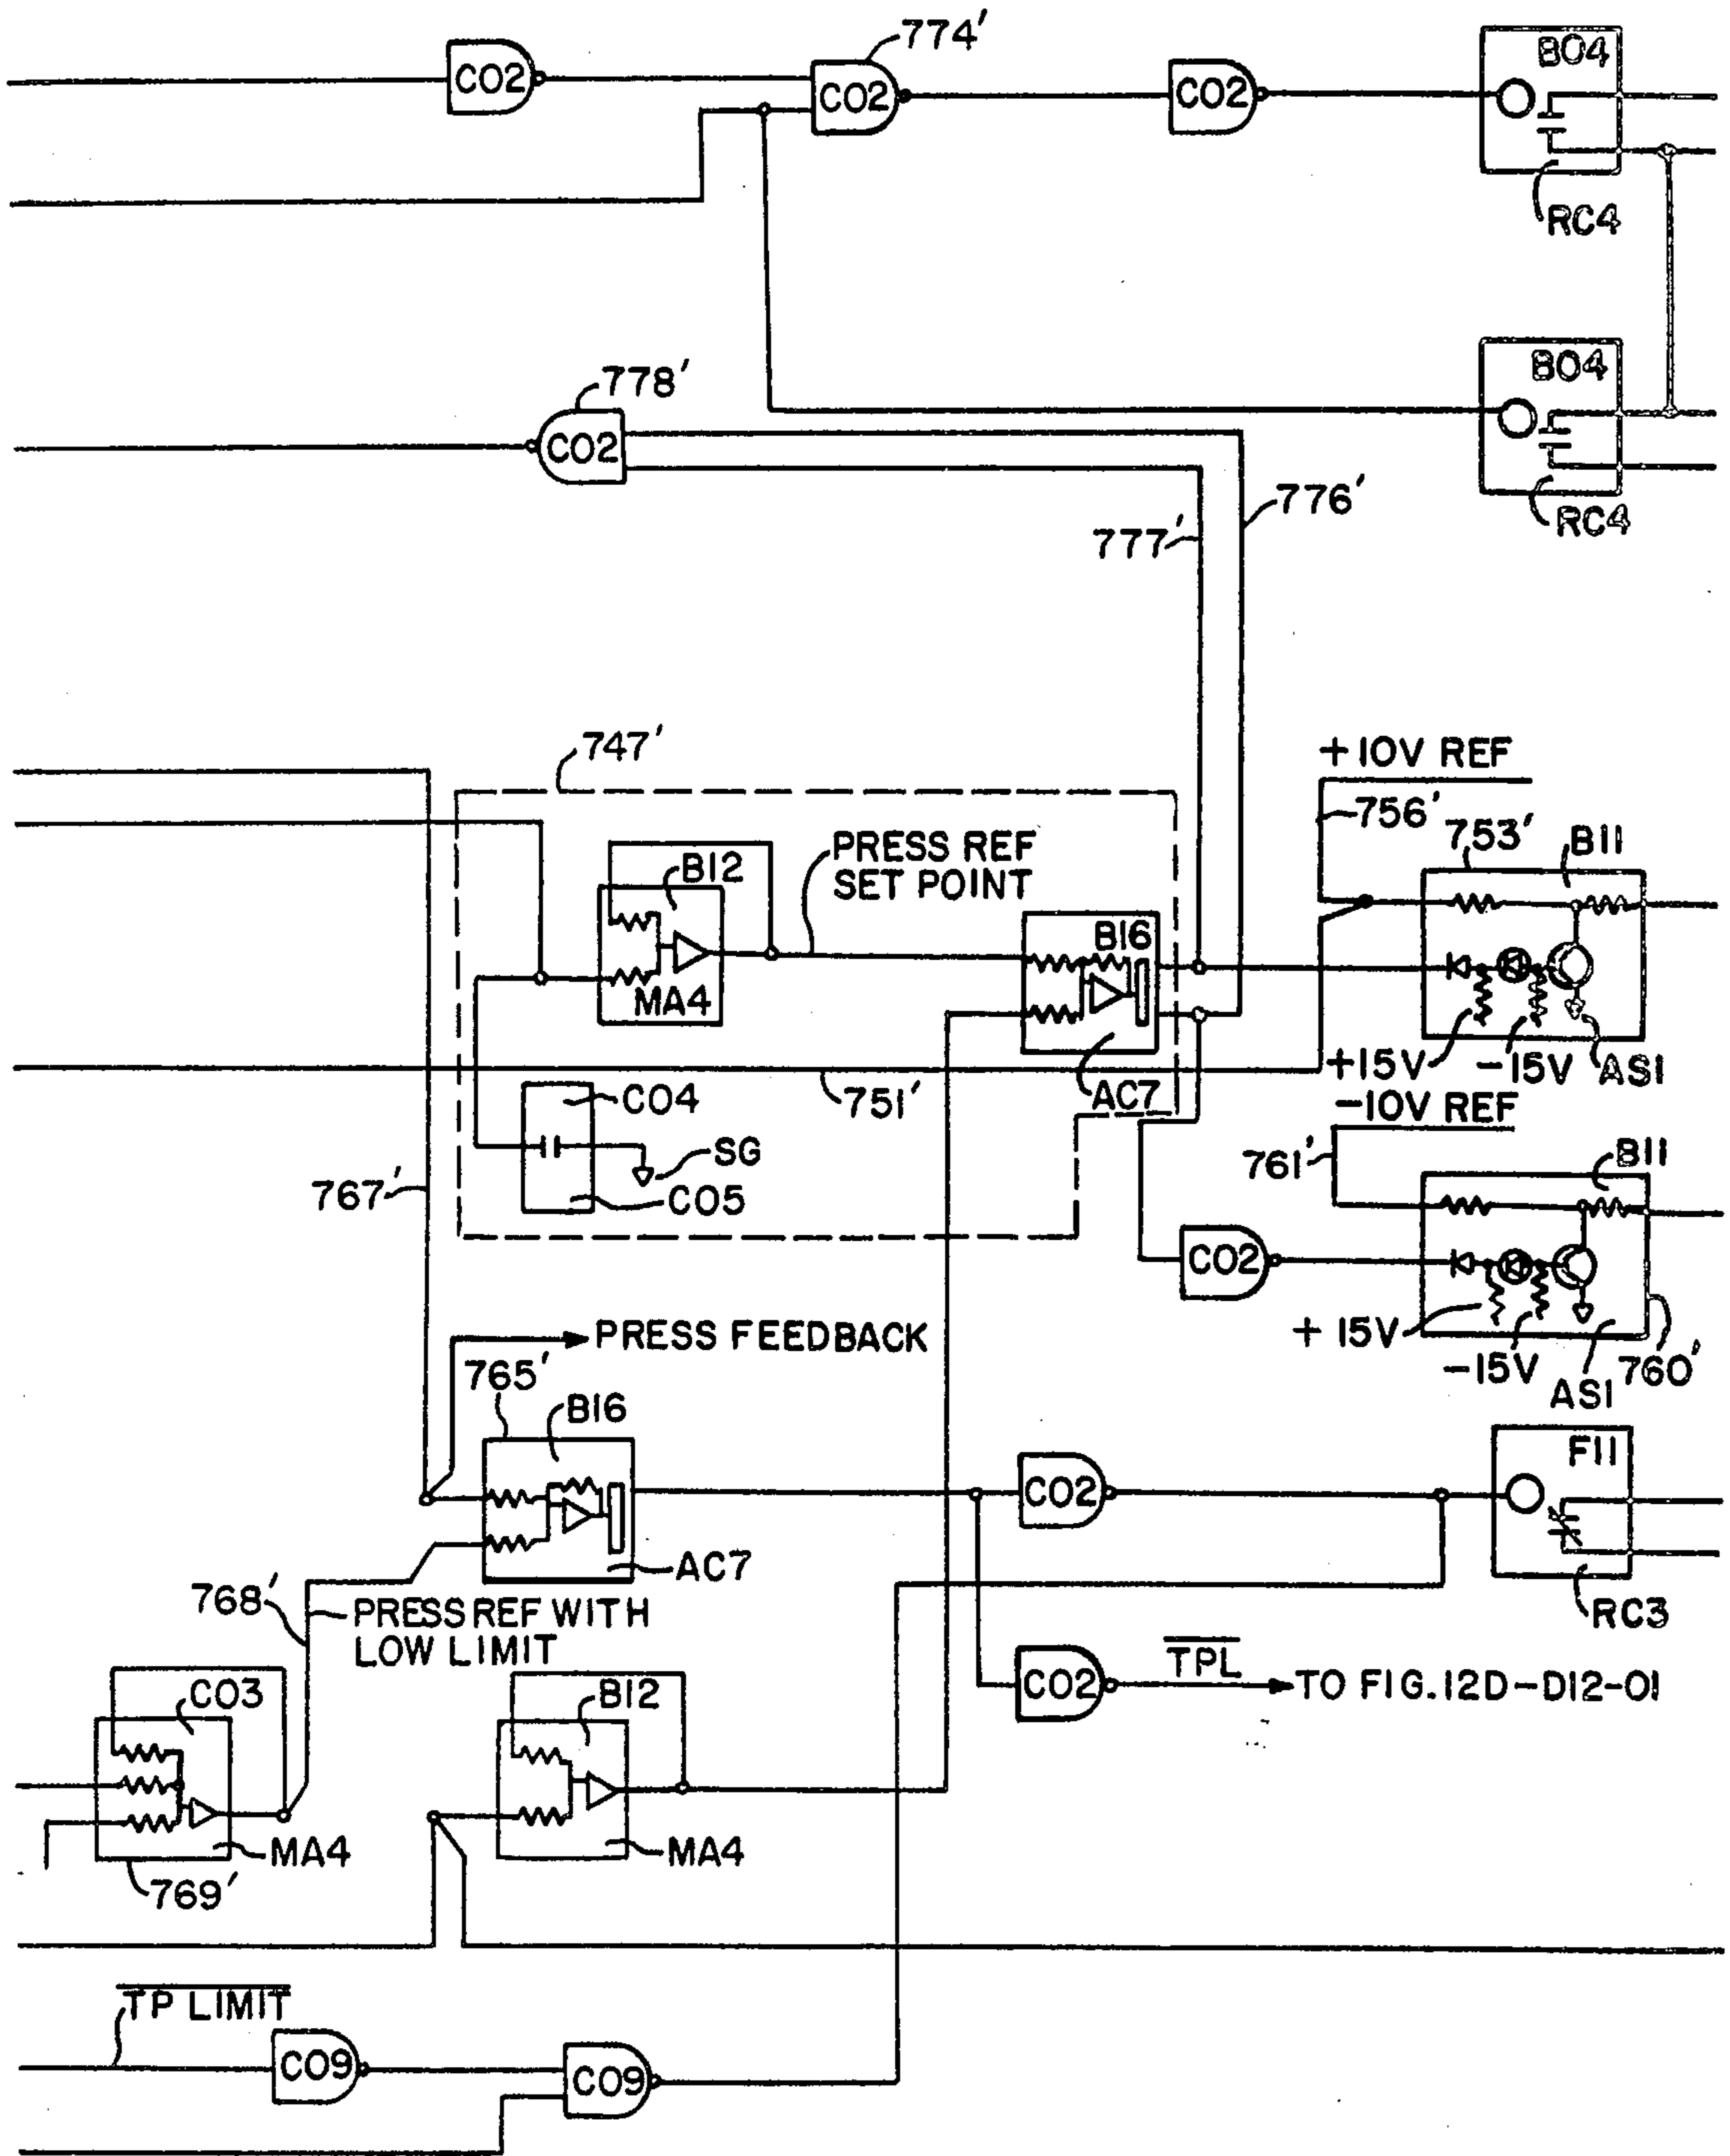 774'
CO2
CO2
CO2
BO4
RC4
BO4
RC4
778'
CO2
776'
777'
747'
+10V REF
756'
753'
B11
B12
PRESS REF
SET POINT
MA4
B16
AC7
+15V
-15V
AS1
751'
CO4
SG
CO5
767'
-10V REF
761'
B11
CO2
+15V
-15V
AS1
760'
PRESS FEEDBACK
765'
B16
AC7
CO2
F11
RC3
768'
PRESS REF WITH
LOW LIMIT
CO2
TPL
TO FIG.12D-D12-01
CO3
MA4
769'
B12
MA4
TP LIMIT
CO9
CO9